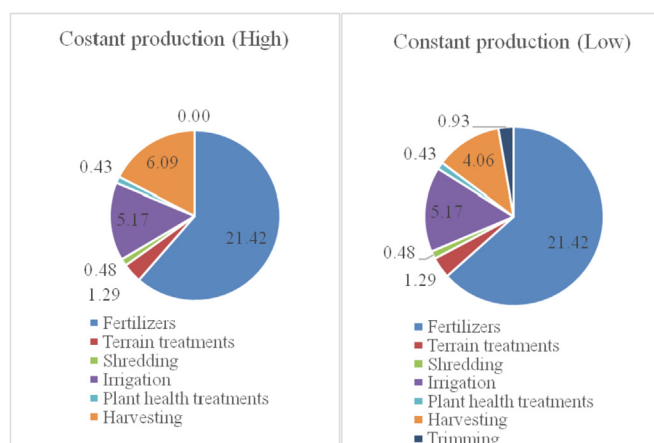 Costant production (High)
0.00
6.09
0.43
5.17
21.42
0.48
1.29
Fertilizers
Terrain treatments
Shredding
Irrigation
Plant health treatments
Harvesting
Constant production (Low)
0.93
4.06
0.43
5.17
21.42
0.48
1.29
Fertilizers
Terrain treatments
Shredding
Irrigation
Plant health treatments
Harvesting
Trimming